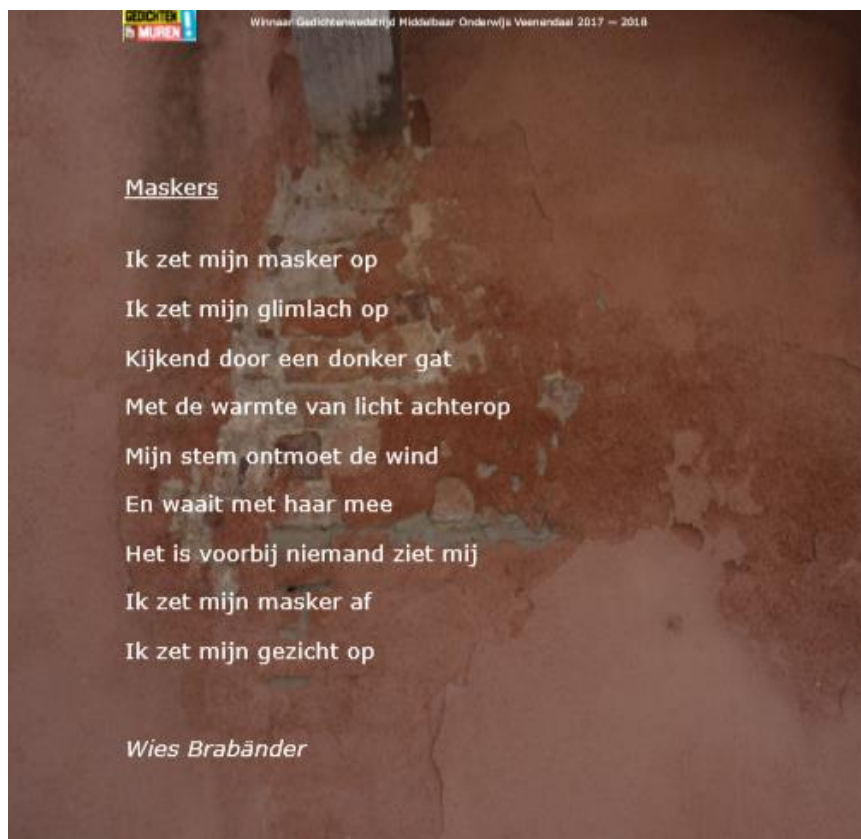 GEDICHTEN
OP MUREN!
Winnaar Gedichtenwedstrijd Middelbaar Onderwijs Veenendaal 2017 — 2018
Maskers
Ik zet mijn masker op
Ik zet mijn glimlach op
Kijkend door een donker gat
Met de warmte van licht achterop
Mijn stem ontmoet de wind
En waait met haar mee
Het is voorbij niemand ziet mij
Ik zet mijn masker af
Ik zet mijn gezicht op
Wies Brabänder